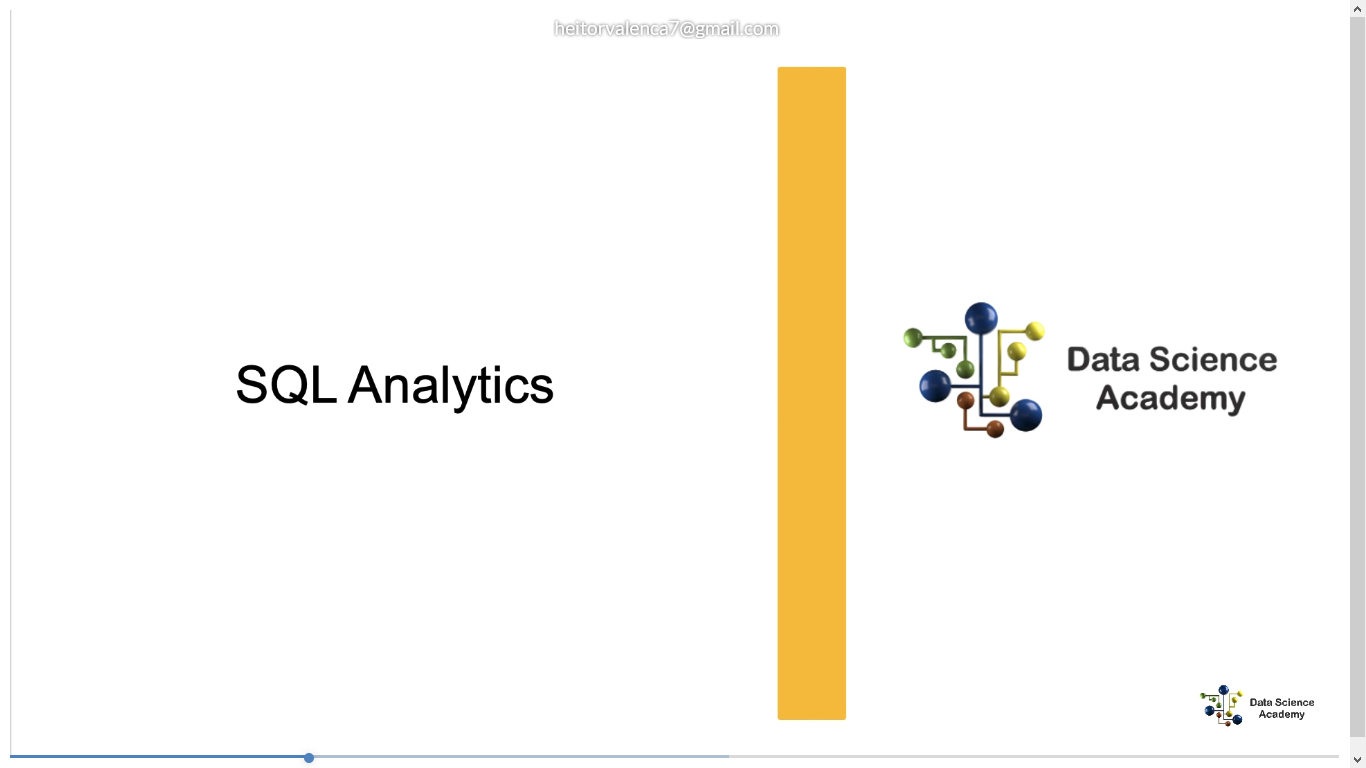 heitorvalenca7@gmail.com
SQL Analytics
Data Science
Academy
Data Science
Academy